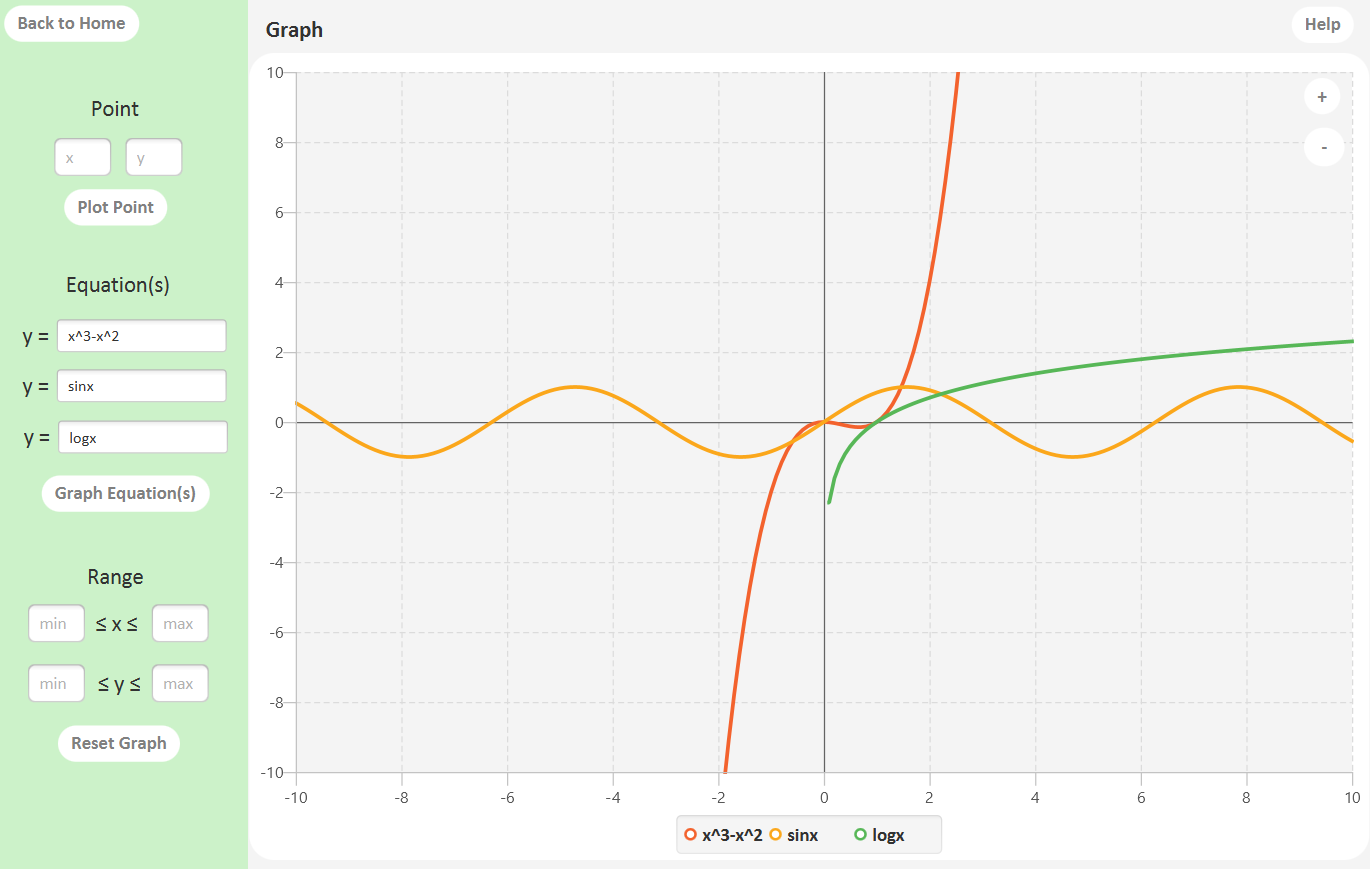 Back to Home
Graph
Help
Point
x y
Plot Point
Equation(s)
y = x^3-x^2
y = sinx
y = logx
Graph Equation(s)
Range
min ≤ x ≤ max
min ≤ y ≤ max
Reset Graph
+
-
10
8
6
4
2
0
-2
-4
-6
-8
-10
-10 -8 -6 -4 -2 0 2 4 6 8 10
x^3-x^2 sinx logx